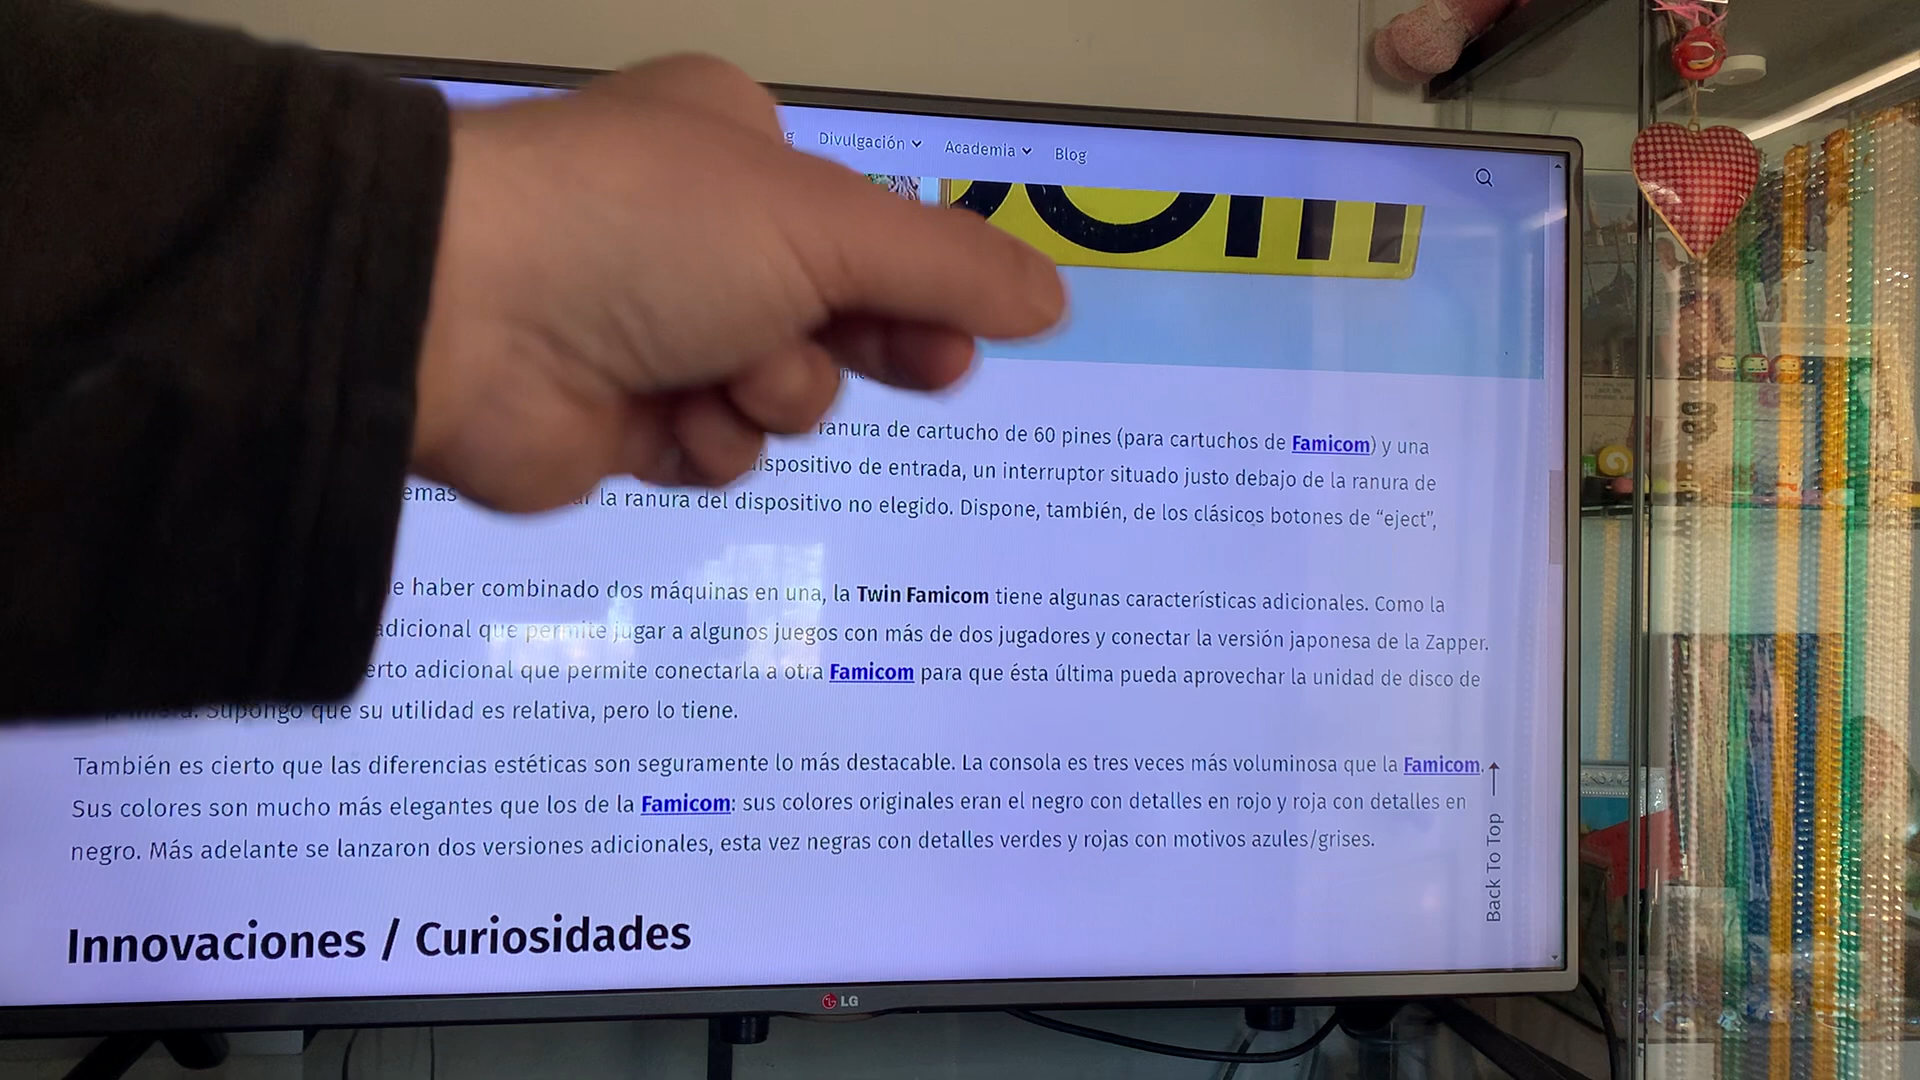 Divulgación Academia Blog
om
ranura de cartucho de 60 pines (para cartuchos de Famicom) y una
dispositivo de entrada, un interruptor situado justo debajo de la ranura de
la ranura del dispositivo no elegido. Dispone, también, de los clásicos botones de “eject”,
haber combinado dos máquinas en una, la Twin Famicom tiene algunas características adicionales. Como la
adicional que permite jugar a algunos juegos con más de dos jugadores y conectar la versión japonesa de la Zapper.
adicional que permite conectarla a otra Famicom para que ésta última pueda aprovechar la unidad de disco de
Supongo que su utilidad es relativa, pero lo tiene.
También es cierto que las diferencias estéticas son seguramente lo más destacable. La consola es tres veces más voluminosa que la Famicom.
Sus colores son mucho más elegantes que los de la Famicom: sus colores originales eran el negro con detalles en rojo y roja con detalles en
negro. Más adelante se lanzaron dos versiones adicionales, esta vez negras con detalles verdes y rojas con motivos azules/grises.
Back To Top
Innovaciones / Curiosidades
LG